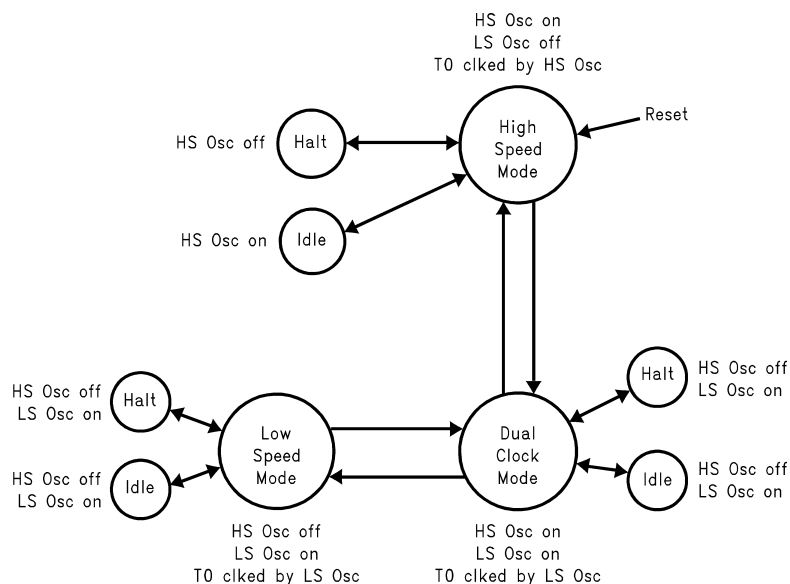 HS Osc on
LS Osc off
T0 clked by HS Osc
High
Speed
Mode
Reset
HS Osc off
Halt
HS Osc on
Idle
HS Osc off
LS Osc on
Halt
HS Osc off
LS Osc on
Idle
Low
Speed
Mode
HS Osc off
LS Osc on
T0 clked by LS Osc
Dual
Clock
Mode
HS Osc on
LS Osc on
T0 clked by LS Osc
Halt
HS Osc off
LS Osc on
Idle
HS Osc off
LS Osc on